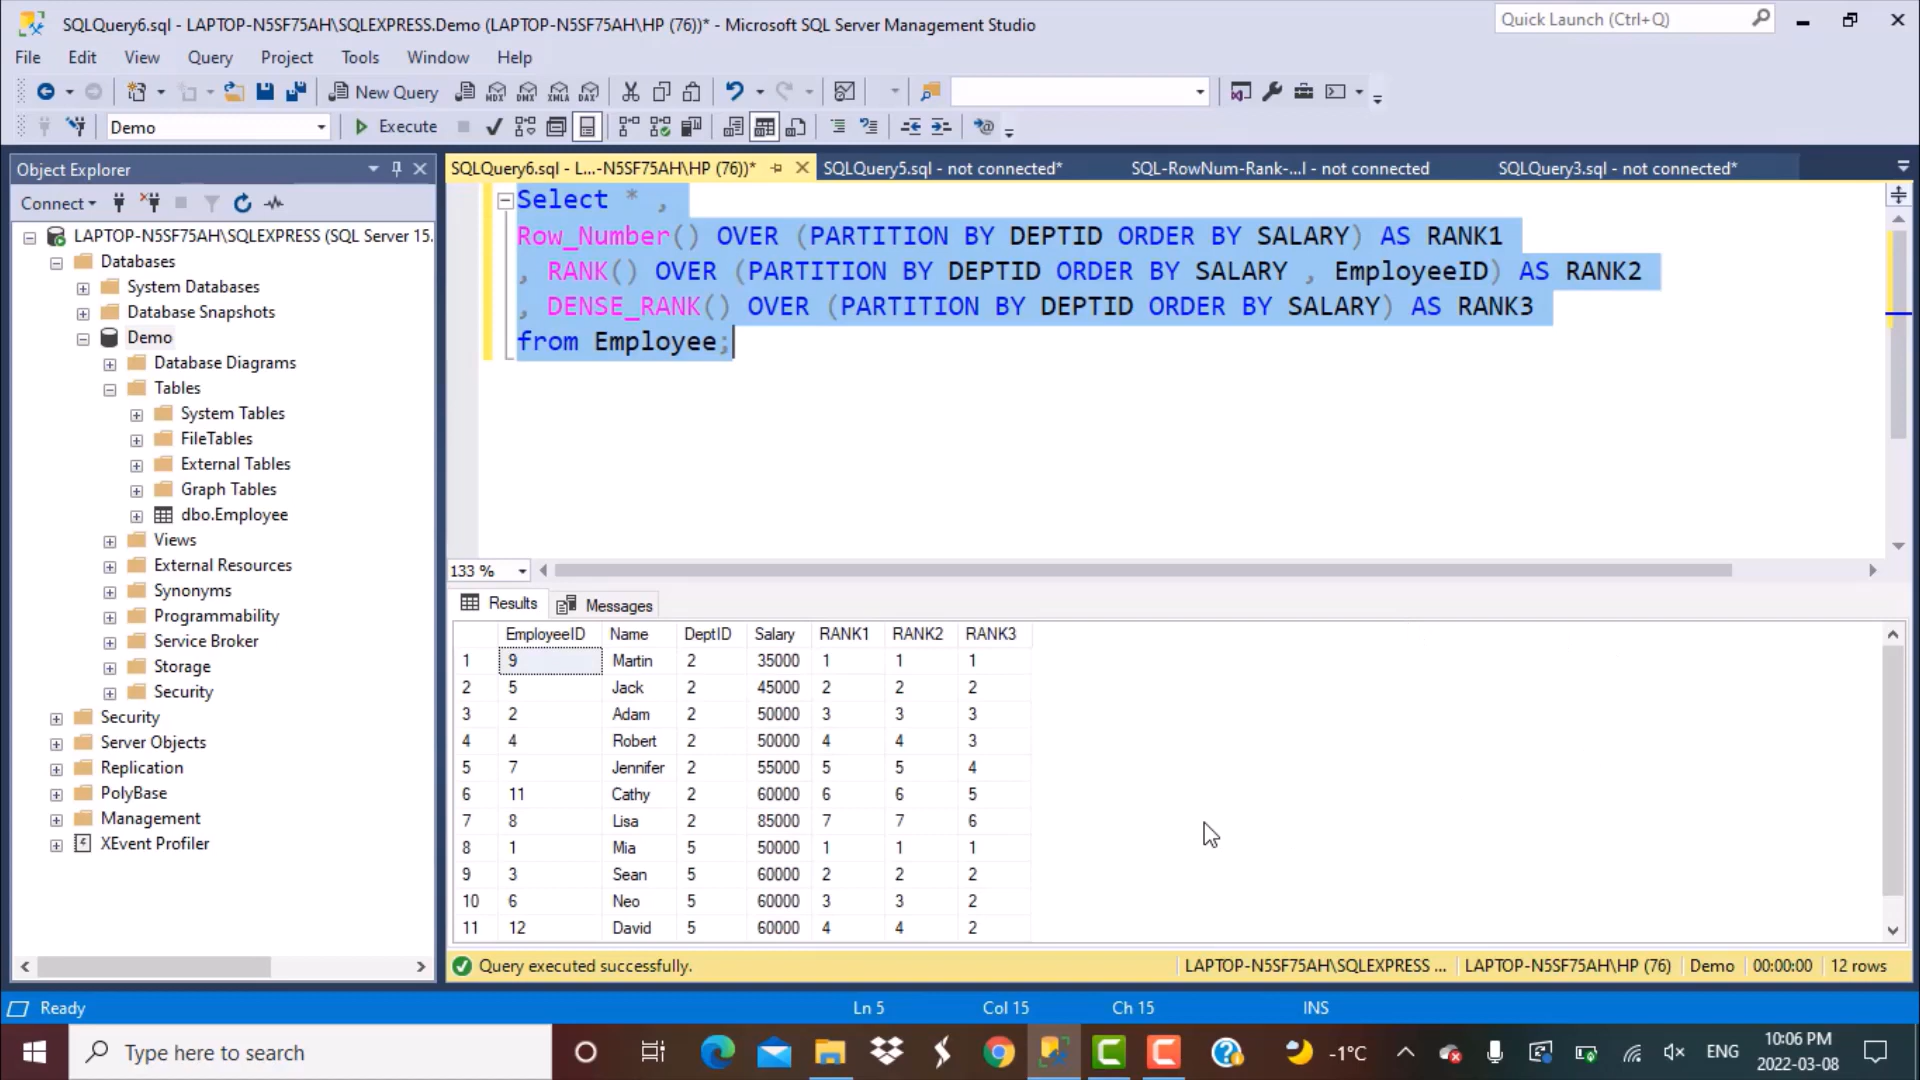 SQLQuery6.sql - LAPTOP-N5SF75AH\SQLEXPRESS.Demo (LAPTOP-N5SF75AH\HP (76))* - Microsoft SQL Server Management Studio
Quick Launch (Ctrl+Q)
File Edit View Query Project Tools Window Help
New Query MDX DMX XMLA DAX
Demo Execute
Object Explorer
SQLQuery6.sql - L...-N5SF75AH\HP (76))* SQLQuery5.sql - not connected* SQL-RowNum-Rank-...l - not connected SQLQuery3.sql - not connected*
Connect
LAPTOP-N5SF75AH\SQLEXPRESS (SQL Server 15.
Databases
System Databases
Database Snapshots
Demo
Database Diagrams
Tables
System Tables
FileTables
External Tables
Graph Tables
dbo.Employee
Views
External Resources
Synonyms
Programmability
Service Broker
Storage
Security
Security
Server Objects
Replication
PolyBase
Management
XEvent Profiler
Select * ,
Row_Number() OVER (PARTITION BY DEPTID ORDER BY SALARY) AS RANK1
, RANK() OVER (PARTITION BY DEPTID ORDER BY SALARY , EmployeeID) AS RANK2
, DENSE_RANK() OVER (PARTITION BY DEPTID ORDER BY SALARY) AS RANK3
from Employee;
133 %
Results Messages
EmployeeID Name DeptID Salary RANK1 RANK2 RANK3
1 9 Martin 2 35000 1 1 1
2 5 Jack 2 45000 2 2 2
3 2 Adam 2 50000 3 3 3
4 4 Robert 2 50000 4 4 3
5 7 Jennifer 2 55000 5 5 4
6 11 Cathy 2 60000 6 6 5
7 8 Lisa 2 85000 7 7 6
8 1 Mia 5 50000 1 1 1
9 3 Sean 5 60000 2 2 2
10 6 Neo 5 60000 3 3 2
11 12 David 5 60000 4 4 2
Query executed successfully. LAPTOP-N5SF75AH\SQLEXPRESS ... LAPTOP-N5SF75AH\HP (76) Demo 00:00:00 12 rows
Ready Ln 5 Col 15 Ch 15 INS
Type here to search
-1°C
ENG
10:06 PM
2022-03-08